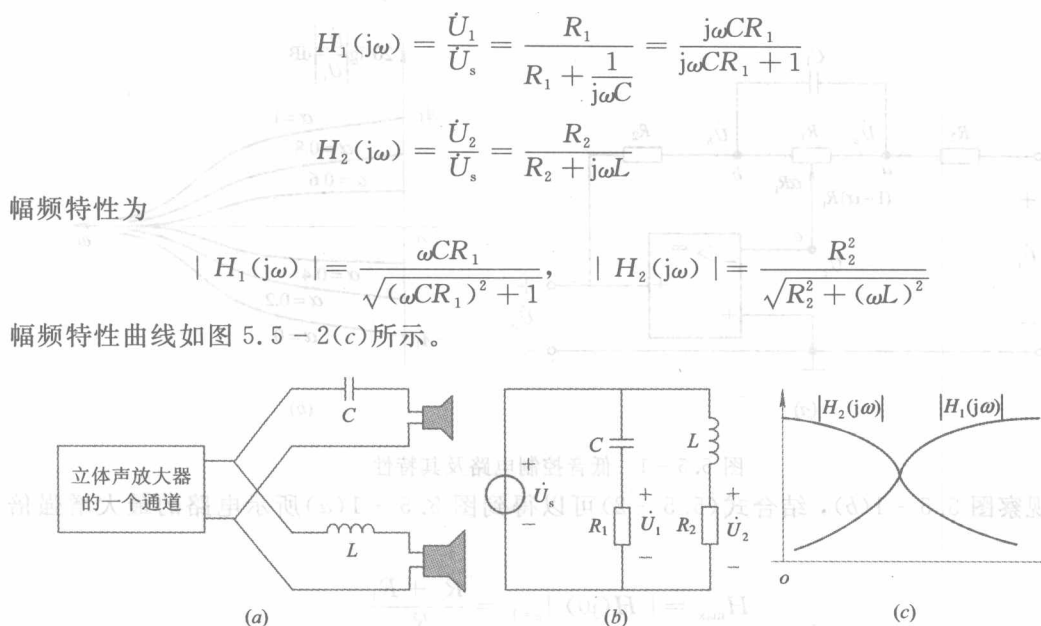 H₁(jω) = U̇₁/U̇ₛ = R₁/(R₁ + 1/(jωC)) = jωCR₁/(jωCR₁ + 1)
H₂(jω) = U̇₂/U̇ₛ = R₂/(R₂ + jωL)
幅频特性为
| H₁(jω) | = ωCR₁/√((ωCR₁)² + 1), | H₂(jω) | = R₂²/√(R₂² + (ωL)²)
幅频特性曲线如图 5.5-2(c)所示。
立体声放大器
的一个通道
C
L
(a)
+
U̇ₛ
−
C
R₁
+
U̇₁
−
L
R₂
+
U̇₂
−
(b)
|H₂(jω)|
|H₁(jω)|
o
(c)